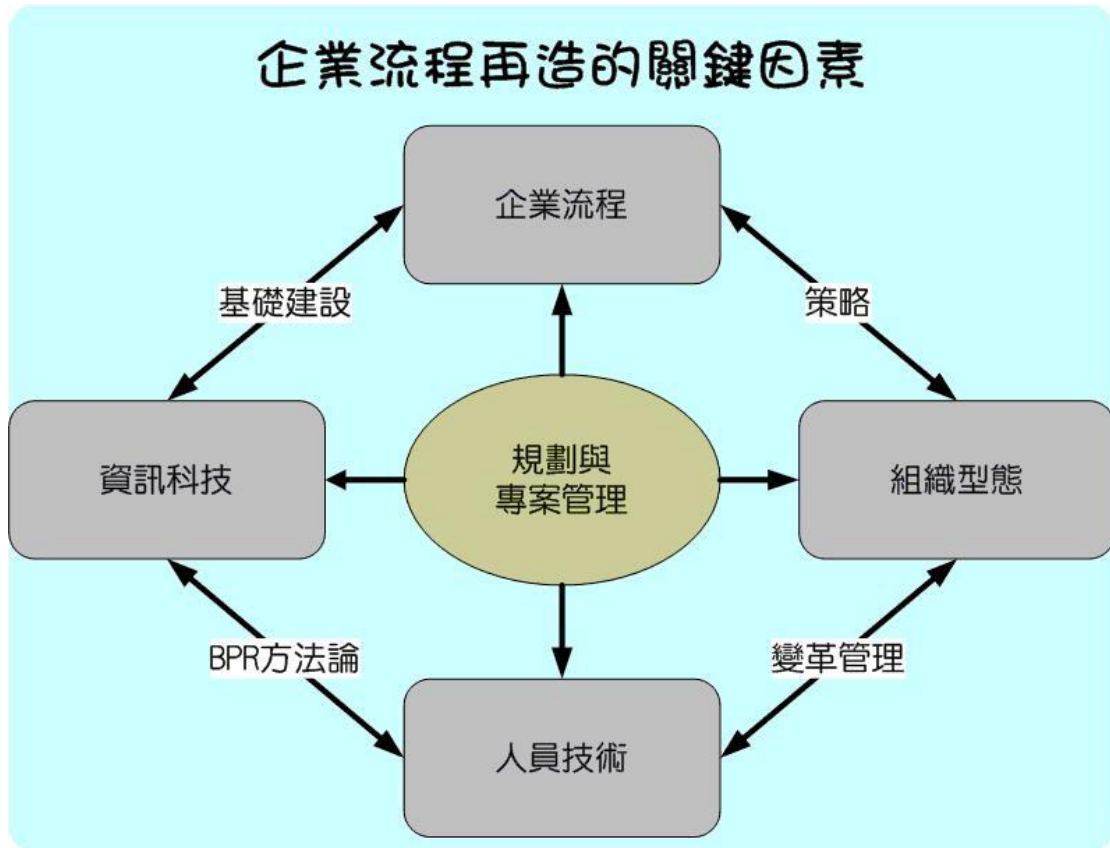 企業流程再造的關鍵因素
企業流程
基礎建設
策略
資訊科技
規劃與
專案管理
組織型態
BPR方法論
變革管理
人員技術